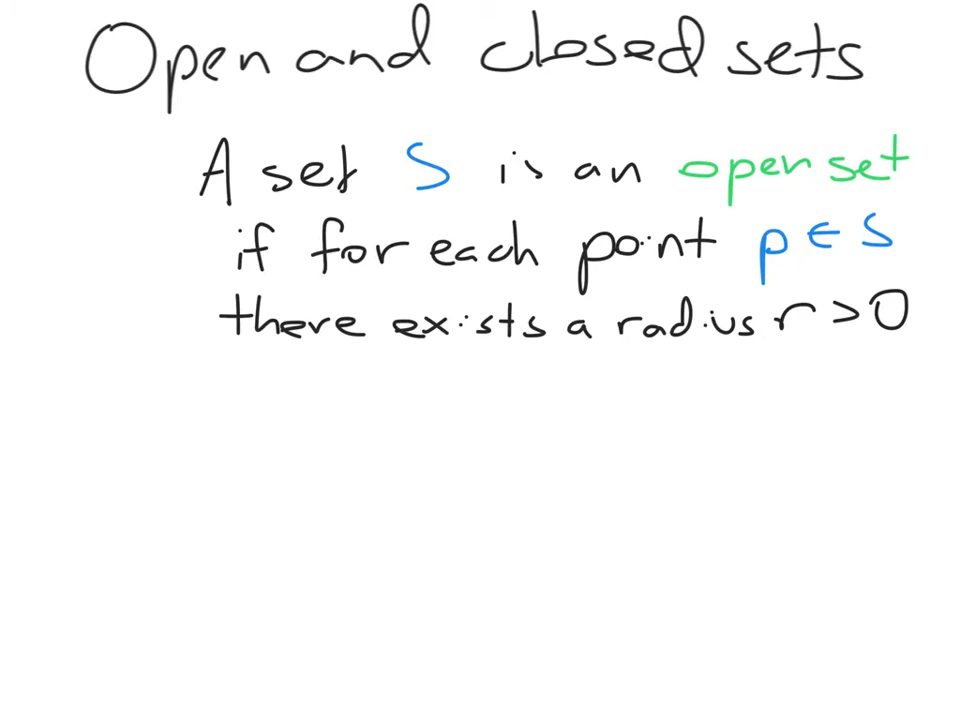 Open and closed sets
A set S is an open set
if for each point p ∈ S
there exists a radius r > 0